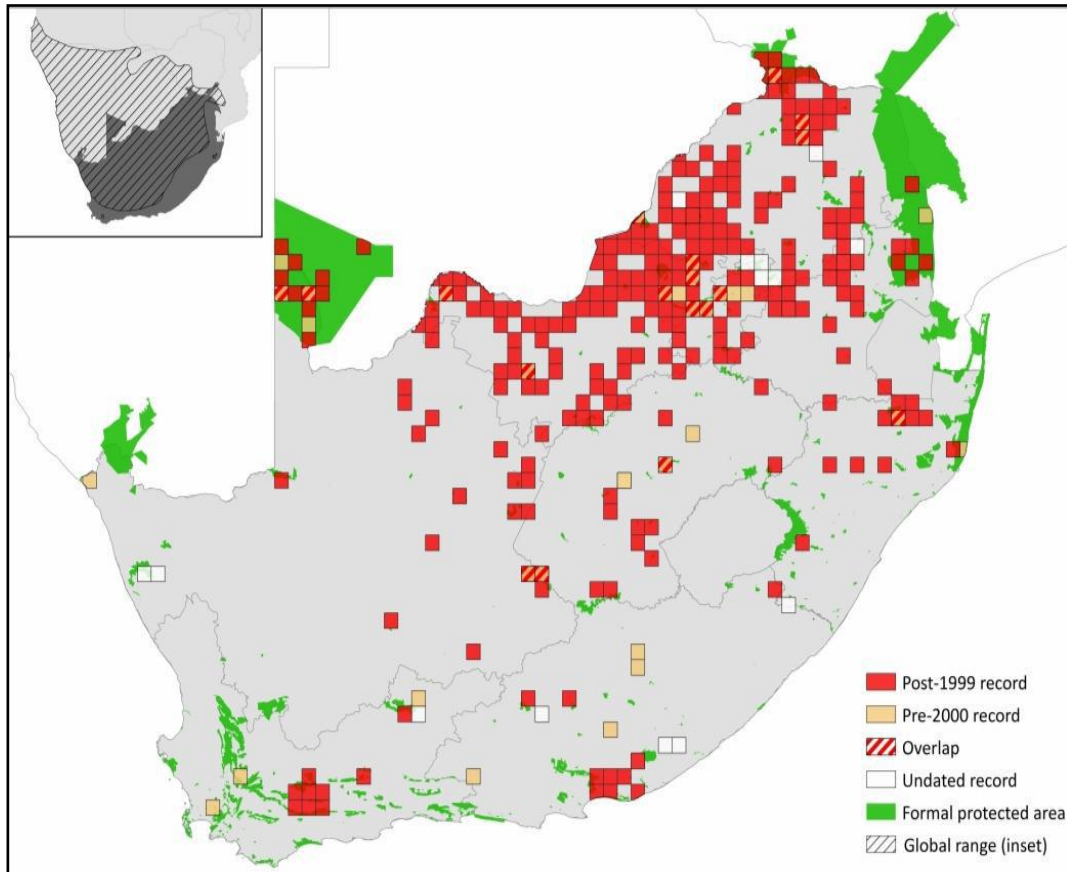 Post-1999 record
Pre-2000 record
Overlap
Undated record
Formal protected area
Global range (inset)